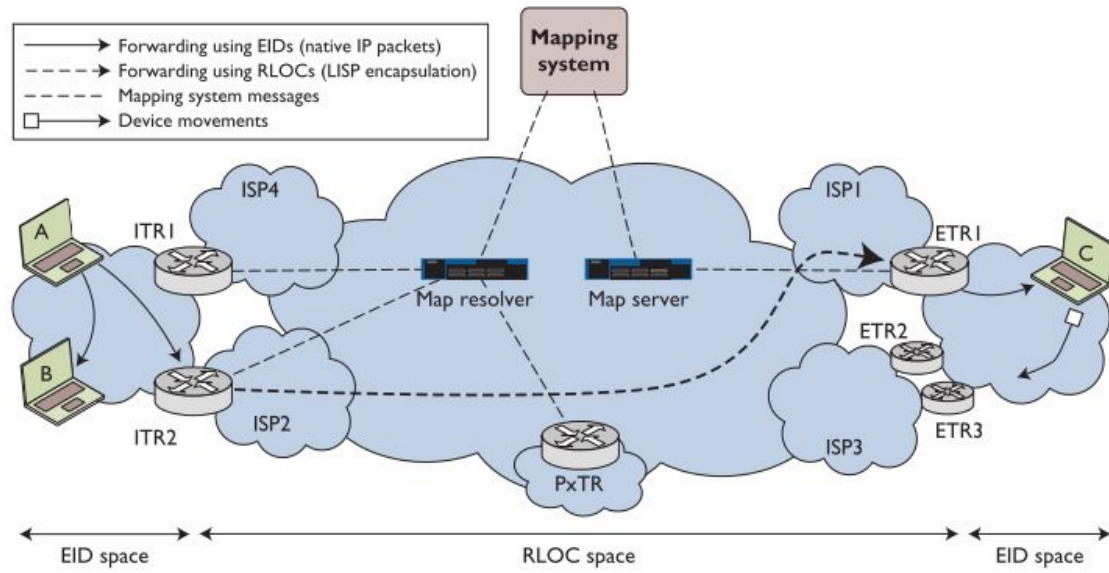 Forwarding using EIDs (native IP packets)
Forwarding using RLOCs (LISP encapsulation)
Mapping system messages
Device movements
Mapping
system
ISP4
ISP1
A
ITR1
ETR1
C
Map resolver
Map server
ETR2
B
ITR2
ISP2
ISP3
ETR3
PxTR
EID space
RLOC space
EID space